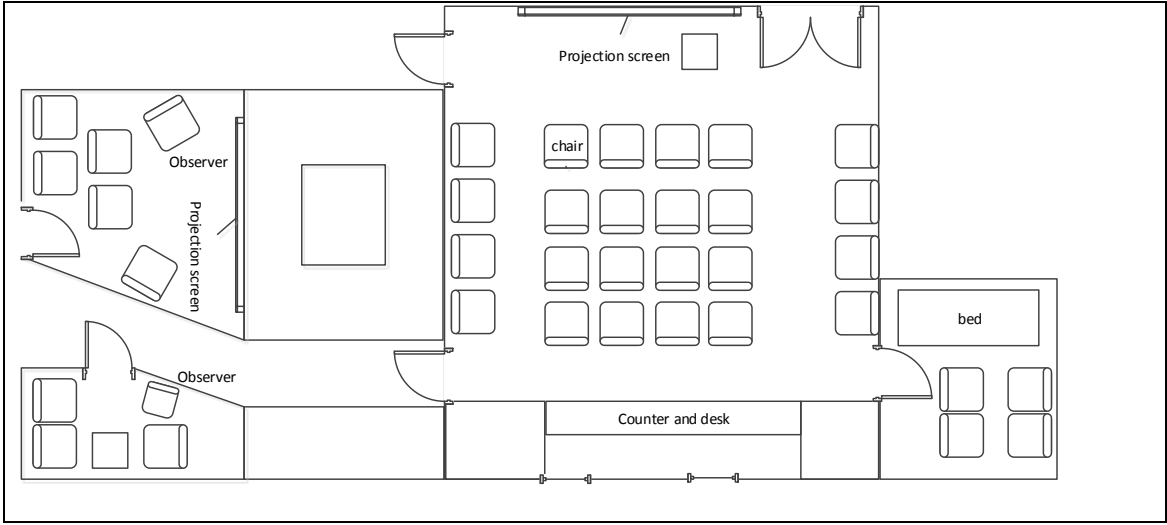 Projection screen
chair
Observer
Projection screen
bed
Observer
Counter and desk